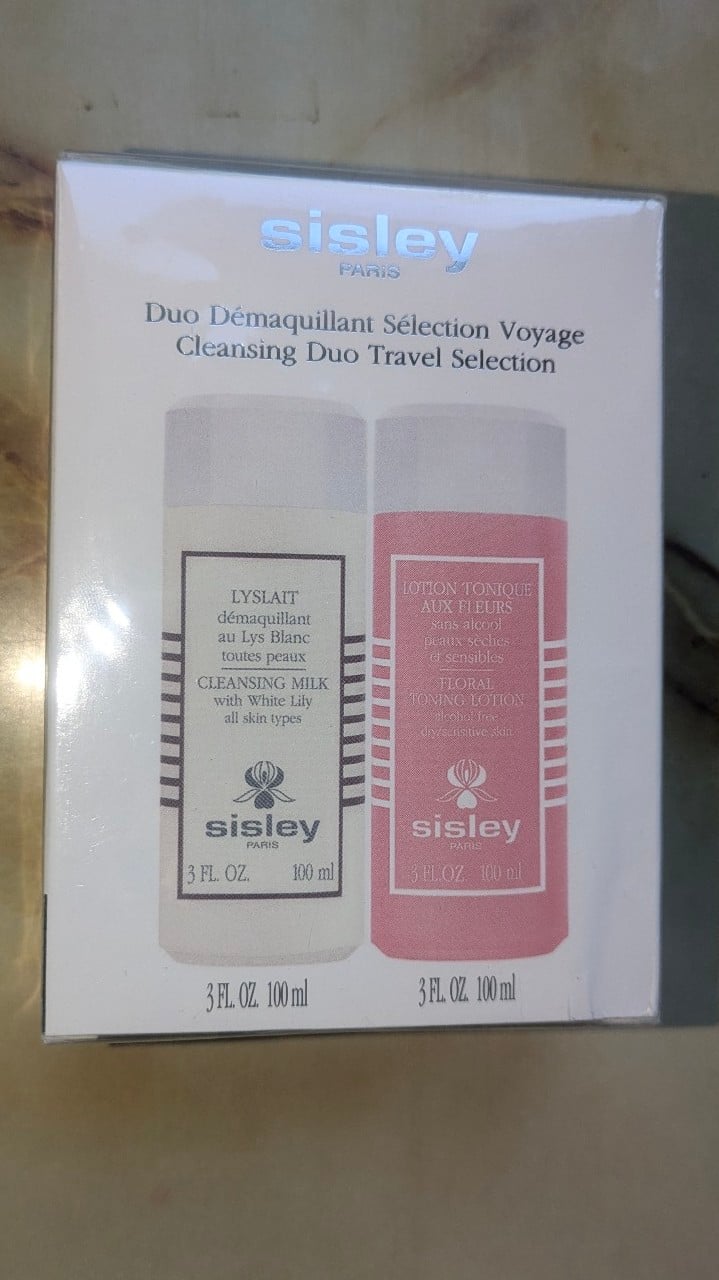 sisley
PARIS
Duo Démaquillant Sélection Voyage
Cleansing Duo Travel Selection
LYSLAIT
démaquillant
au Lys Blanc
toutes peaux
CLEANSING MILK
with White Lily
all skin types
sisley
PARIS
3 FL. OZ. 100 ml
LOTION TONIQUE
AUX FLEURS
sans alcool
peaux sèches
et sensibles
FLORAL
TONING LOTION
alcohol free
dry/sensitive skin
sisley
PARIS
3 FL.OZ. 100 ml
3 FL. OZ. 100 ml
3 FL. OZ. 100 ml